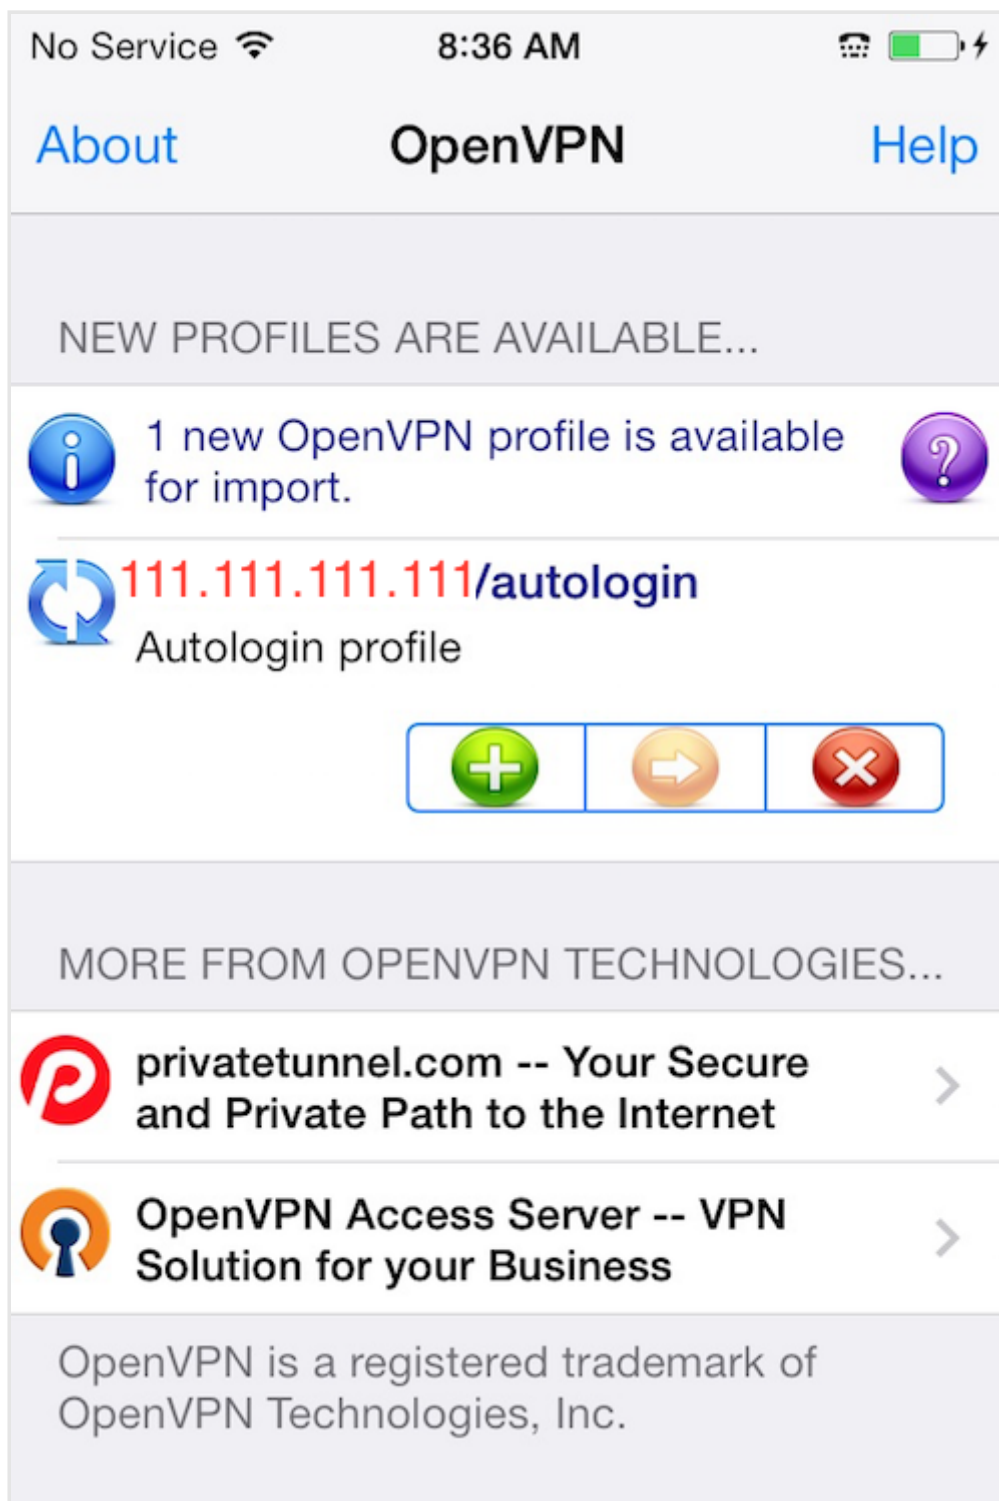 No Service 8:36 AM
About OpenVPN Help
NEW PROFILES ARE AVAILABLE...
1 new OpenVPN profile is available
for import.
111.111.111.111/autologin
Autologin profile
MORE FROM OPENVPN TECHNOLOGIES...
privatetunnel.com -- Your Secure
and Private Path to the Internet
OpenVPN Access Server -- VPN
Solution for your Business
OpenVPN is a registered trademark of
OpenVPN Technologies, Inc.